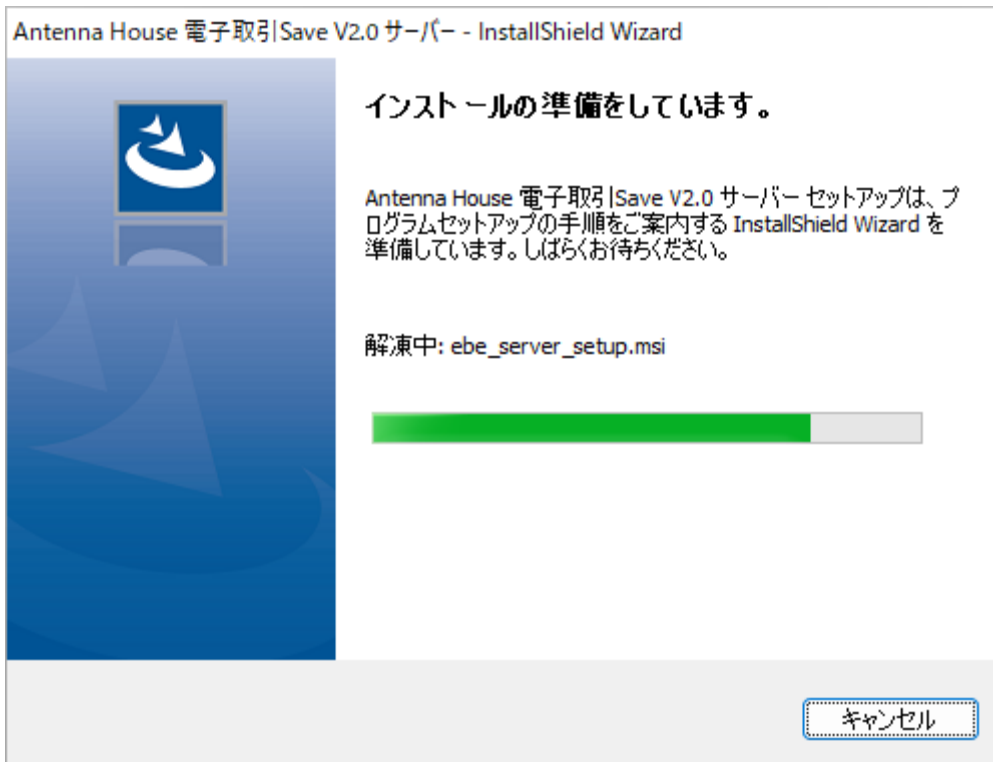 Antenna House 電子取引Save V2.0 サーバー - InstallShield Wizard
インストールの準備をしています。
Antenna House 電子取引Save V2.0 サーバー セットアップは、プ
ログラムセットアップの手順をご案内する InstallShield Wizard を
準備しています。しばらくお待ちください。
解凍中: ebe_server_setup.msi
キャンセル